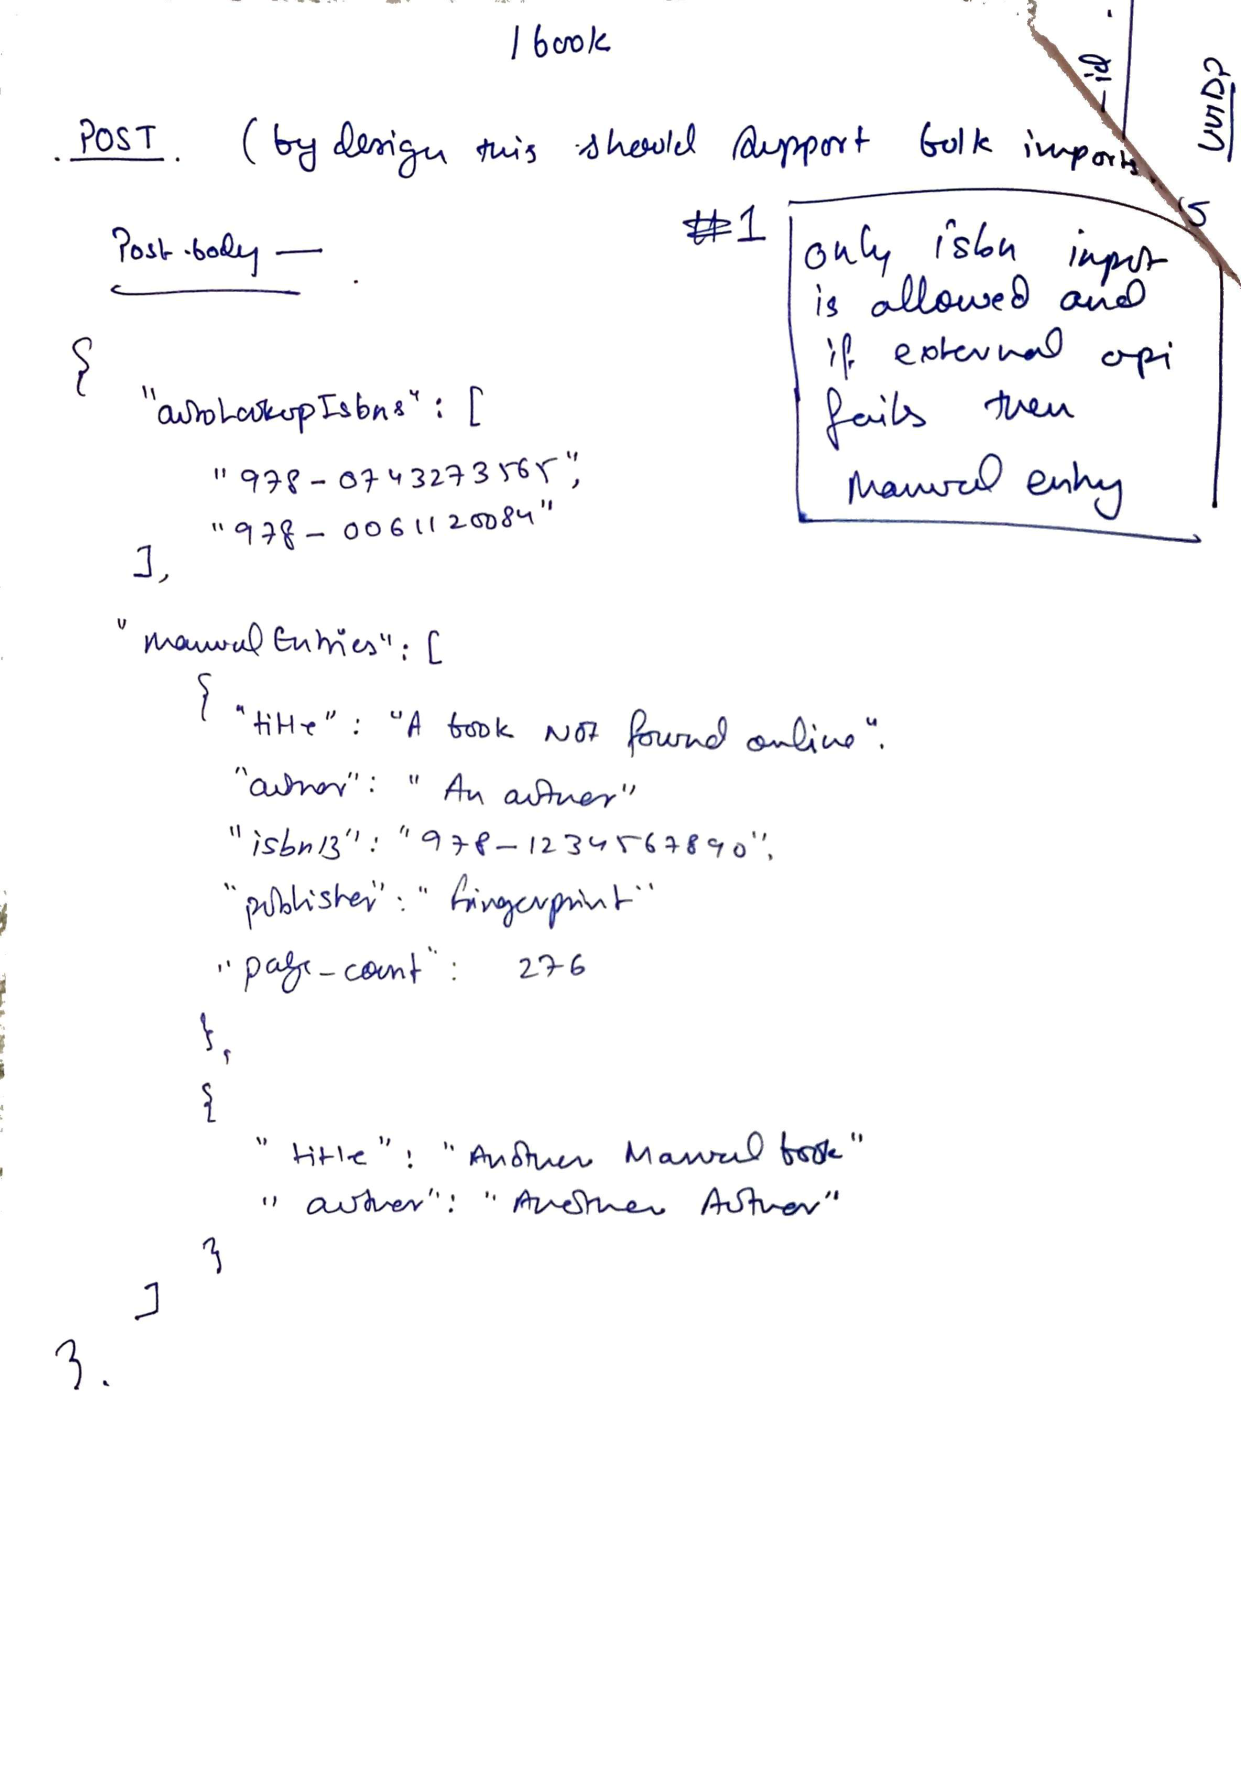 / book
. POST . ( by design this should support bulk imports.
Post body —
#1
only isbn input
is allowed and
if external api
fails then
Manual entry
{
"autoLookupIsbns" : [
"978-0743273565",
"978-0061120084"
],
"manualEntries" : [
{
"title" : "A book NOT found online".
"author" : "An author"
"isbn13" : "978-1234567890",
"publisher" : "fingerprint"
"page-count" : 276
},
{
"title" : "Another Manual book"
"author" : "Another Author"
}
]
}.
UUID?